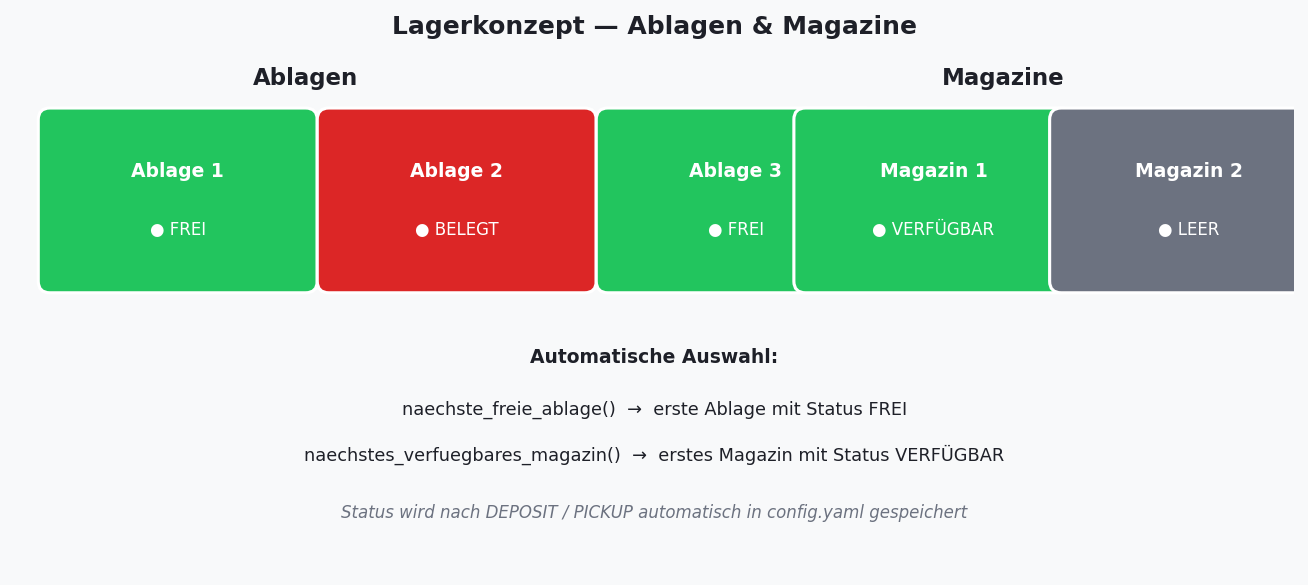 Lagerkonzept — Ablagen & Magazine
Ablagen
Magazine
Ablage 1
Ablage 2
Ablage 3
Magazin 1
Magazin 2
● FREI
● BELEGT
● FREI
● VERFÜGBAR
● LEER
Automatische Auswahl:
naechste_freie_ablage() → erste Ablage mit Status FREI
naechstes_verfuegbares_magazin() → erstes Magazin mit Status VERFÜGBAR
Status wird nach DEPOSIT / PICKUP automatisch in config.yaml gespeichert